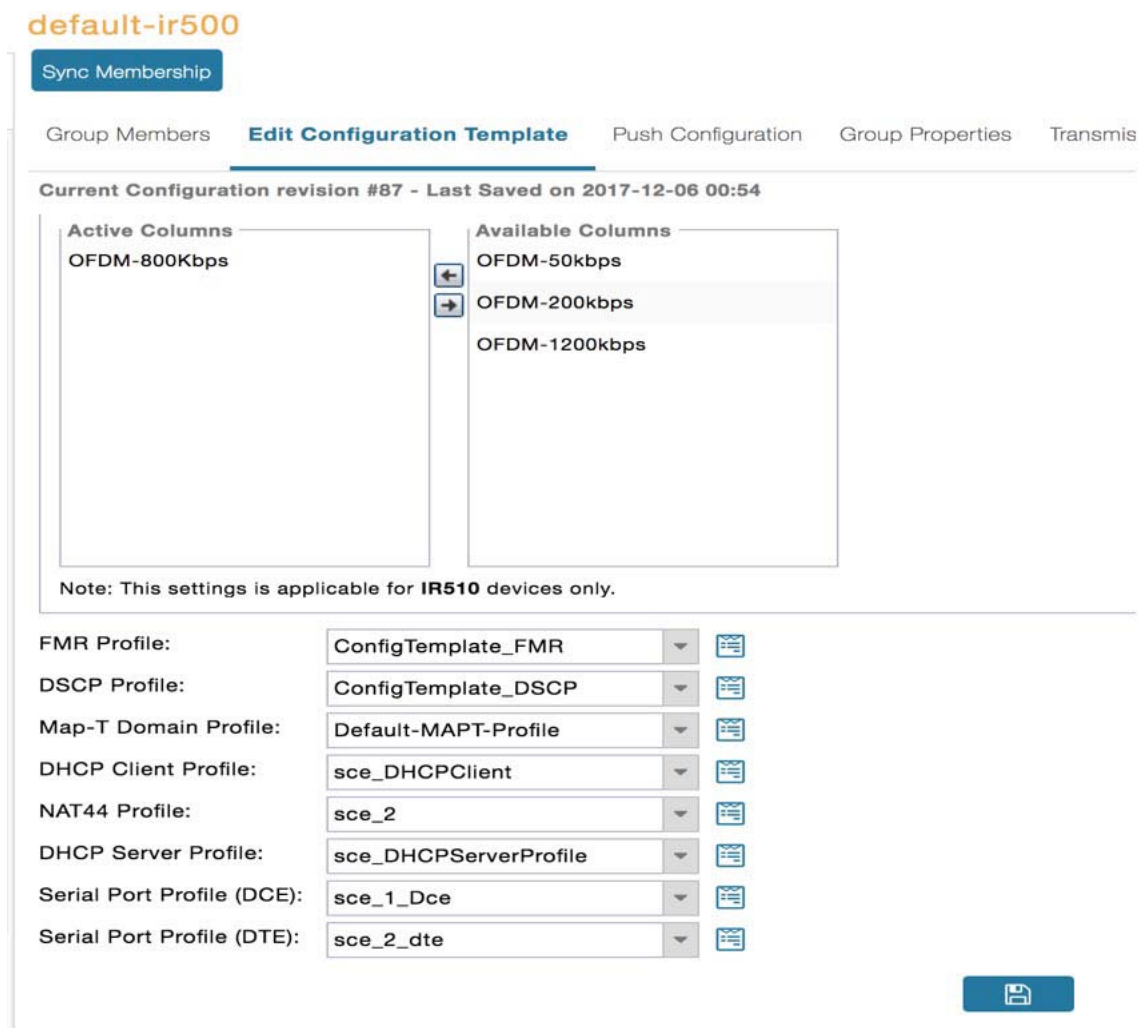 default-ir500
Sync Membership
Group Members Edit Configuration Template Push Configuration Group Properties Transmis
Current Configuration revision #87 - Last Saved on 2017-12-06 00:54
Active Columns Available Columns
OFDM-800Kbps OFDM-50kbps
OFDM-200kbps
OFDM-1200kbps
Note: This settings is applicable for IR510 devices only.
FMR Profile: ConfigTemplate_FMR
DSCP Profile: ConfigTemplate_DSCP
Map-T Domain Profile: Default-MAPT-Profile
DHCP Client Profile: sce_DHCPClient
NAT44 Profile: sce_2
DHCP Server Profile: sce_DHCPServerProfile
Serial Port Profile (DCE): sce_1_Dce
Serial Port Profile (DTE): sce_2_dte